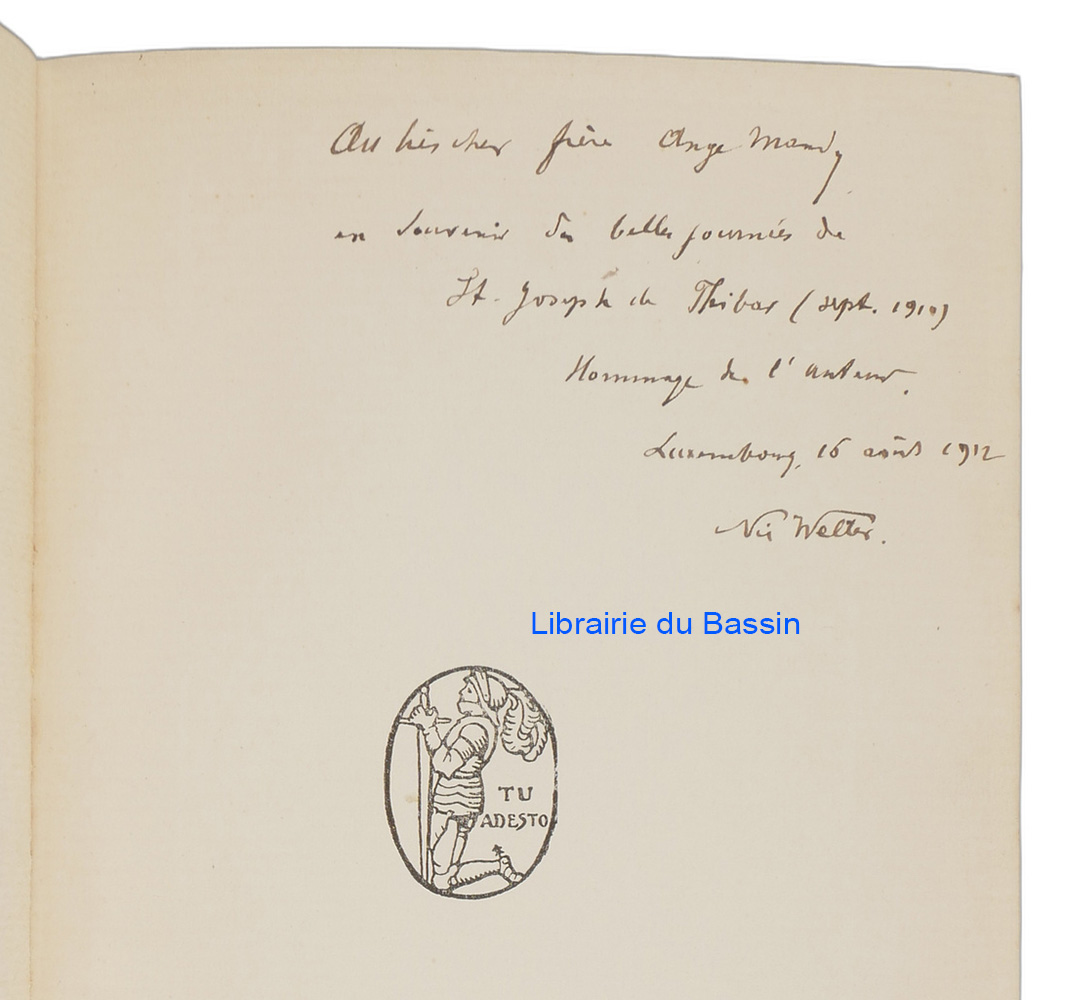 Au très cher frère Ange Mandy
en souvenir des belles journées de
St. Joseph de Thibar (sept. 1910)
Hommage de l'auteur.
Luxembourg, 16 août 1912
Nic Welter.
Librairie du Bassin
TU
ADESTO